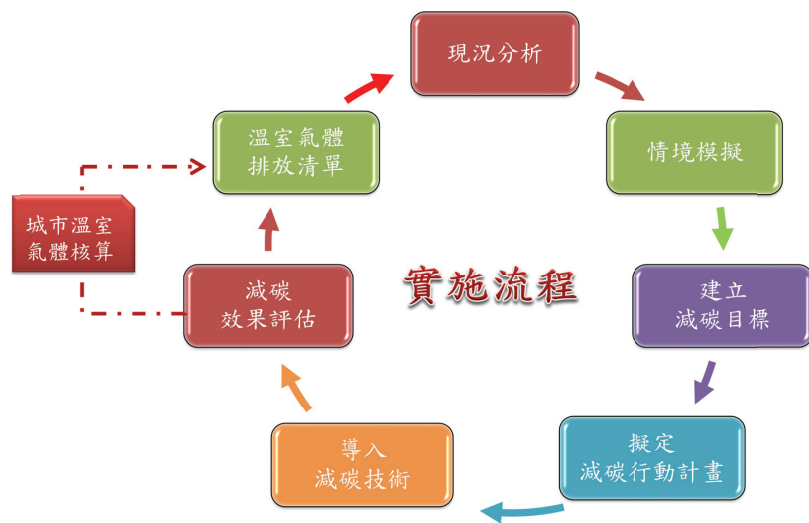 現況分析
溫室氣體
排放清單
情境模擬
城市溫室
氣體核算
減碳
效果評估
實施流程
建立
減碳目標
導入
減碳技術
擬定
減碳行動計畫